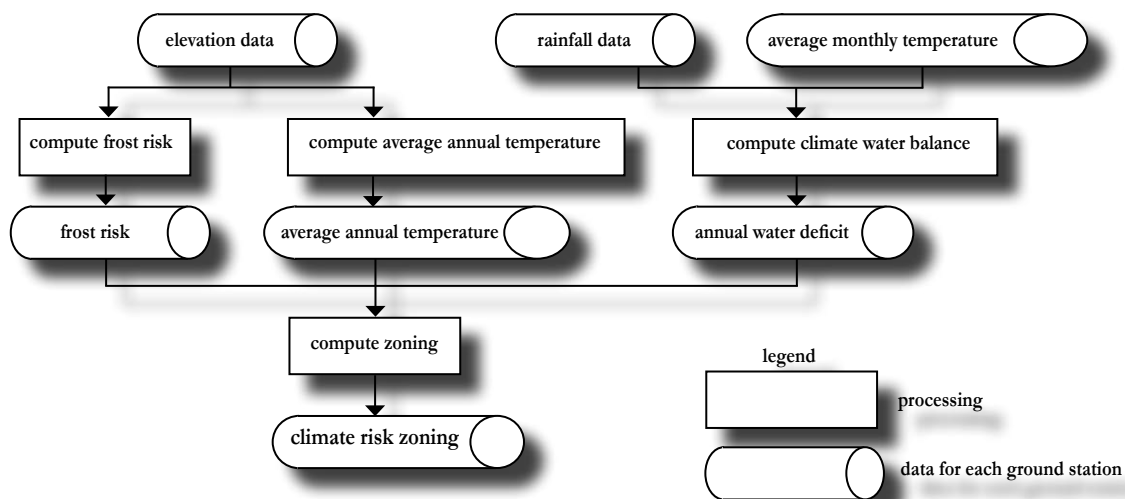 elevation data
rainfall data
average monthly temperature
compute frost risk
compute average annual temperature
compute climate water balance
frost risk
average annual temperature
annual water deficit
compute zoning
climate risk zoning
legend
processing
data for each ground station